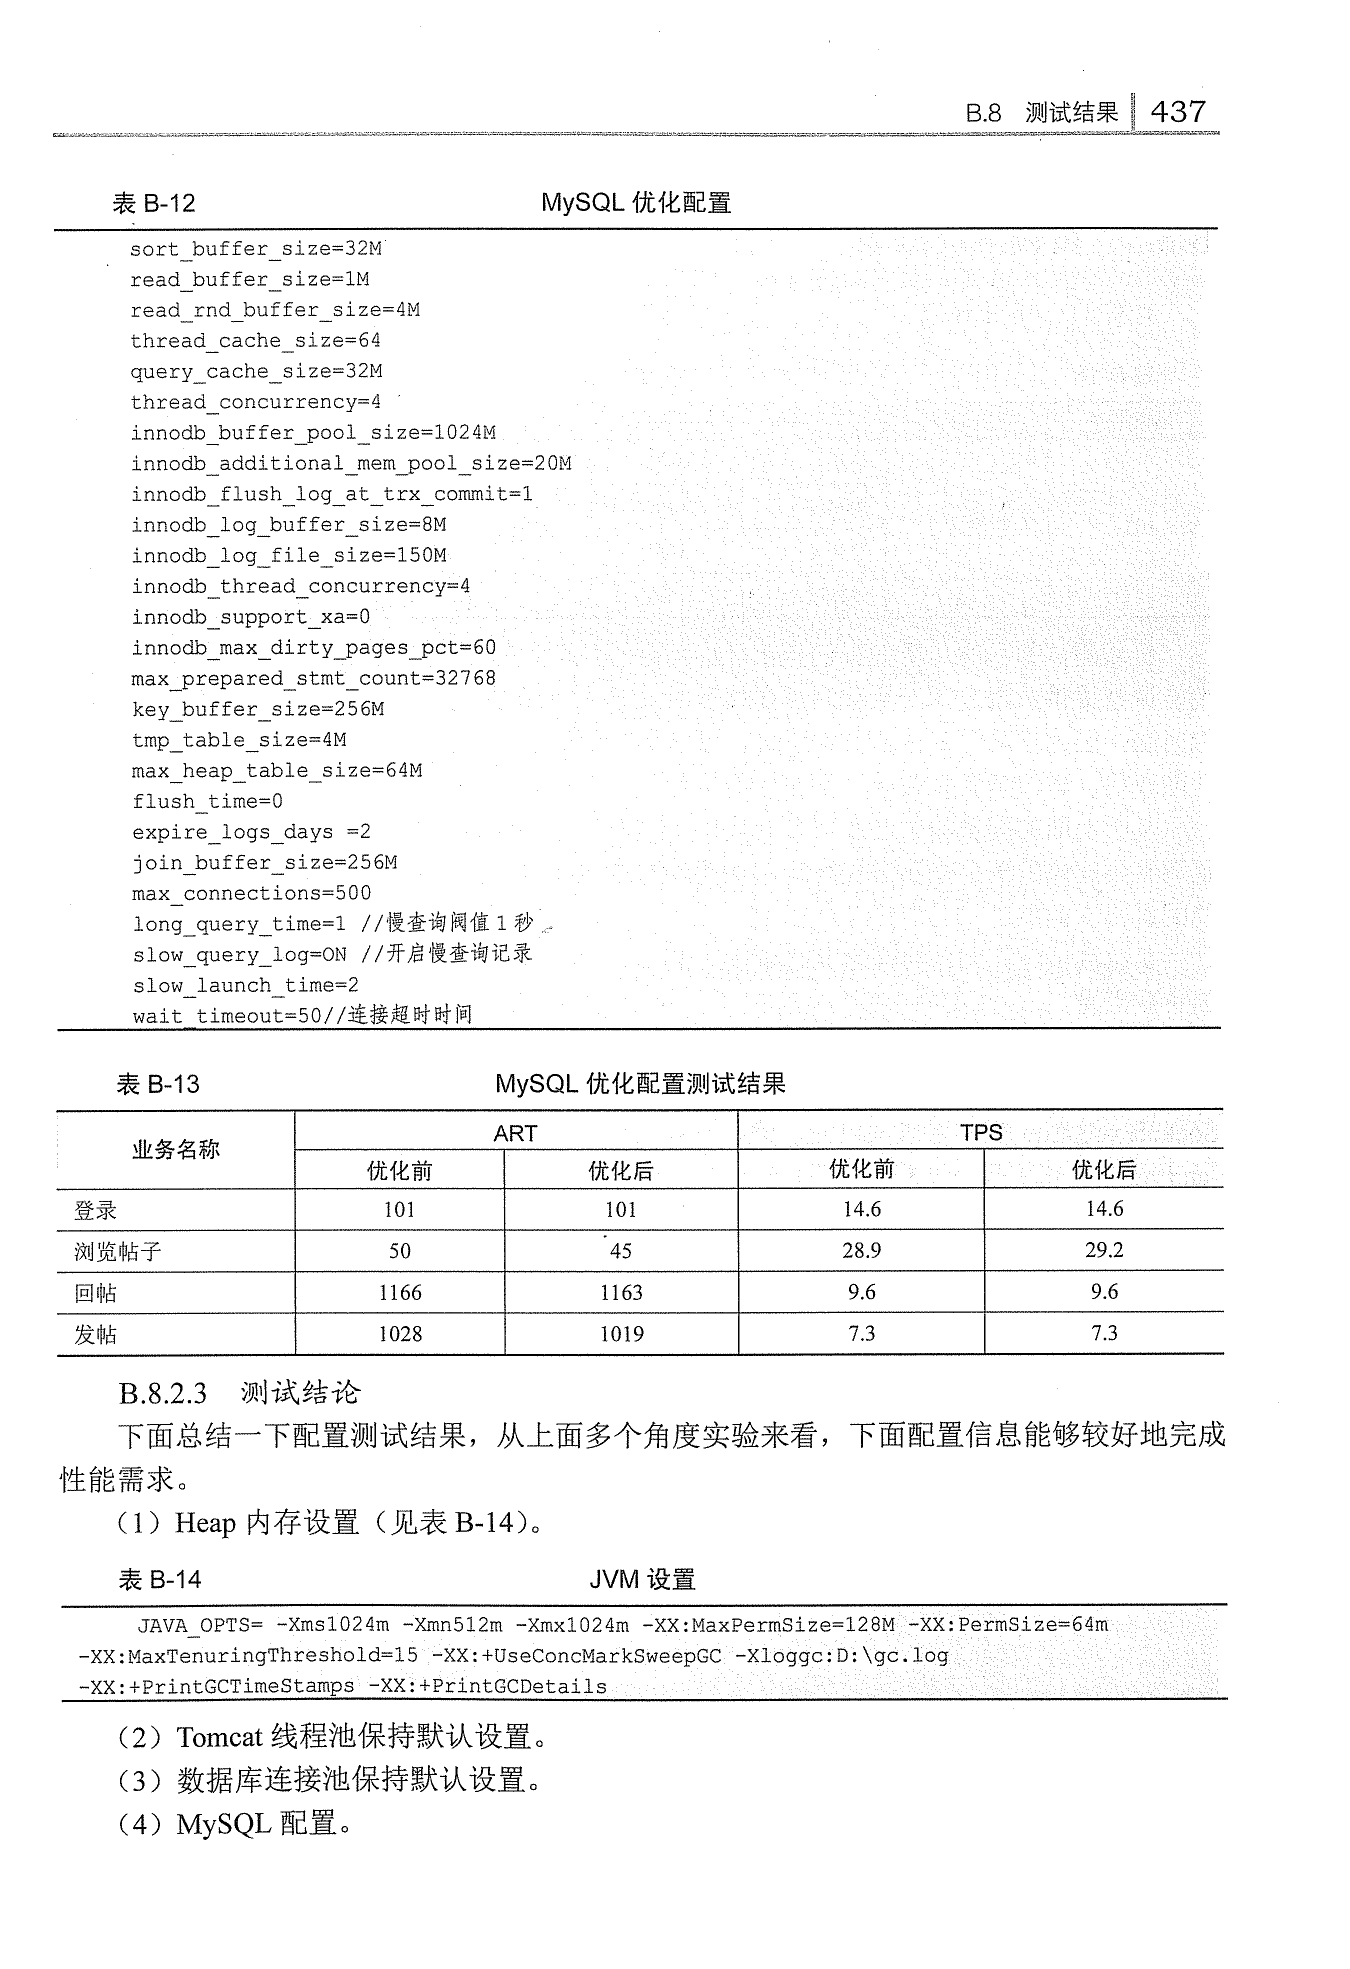 B.8 测试结果 437
表 B-12 MySQL 优化配置
sort_buffer_size=32M
read_buffer_size=1M
read_rnd_buffer_size=4M
thread_cache_size=64
query_cache_size=32M
thread_concurrency=4
innodb_buffer_pool_size=1024M
innodb_additional_mem_pool_size=20M
innodb_flush_log_at_trx_commit=1
innodb_log_buffer_size=8M
innodb_log_file_size=150M
innodb_thread_concurrency=4
innodb_support_xa=0
innodb_max_dirty_pages_pct=60
max_prepared_stmt_count=32768
key_buffer_size=256M
tmp_table_size=4M
max_heap_table_size=64M
flush_time=0
expire_logs_days =2
join_buffer_size=256M
max_connections=500
long_query_time=1 //慢查询阀值 1 秒
slow_query_log=ON //开启慢查询记录
slow_launch_time=2
wait_timeout=50//连接超时时间
表 B-13 MySQL 优化配置测试结果
业务名称 ART TPS
优化前 优化后 优化前 优化后
登录 101 101 14.6 14.6
浏览帖子 50 45 28.9 29.2
回帖 1166 1163 9.6 9.6
发帖 1028 1019 7.3 7.3
B.8.2.3 测试结论
下面总结一下配置测试结果，从上面多个角度实验来看，下面配置信息能够较好地完成
性能需求。
（1）Heap 内存设置（见表 B-14）。
表 B-14 JVM 设置
JAVA_OPTS= -Xms1024m -Xmn512m -Xmx1024m -XX:MaxPermSize=128M -XX:PermSize=64m
-XX:MaxTenuringThreshold=15 -XX:+UseConcMarkSweepGC -Xloggc:D:\gc.log
-XX:+PrintGCTimeStamps -XX:+PrintGCDetails
（2）Tomcat 线程池保持默认设置。
（3）数据库连接池保持默认设置。
（4）MySQL 配置。